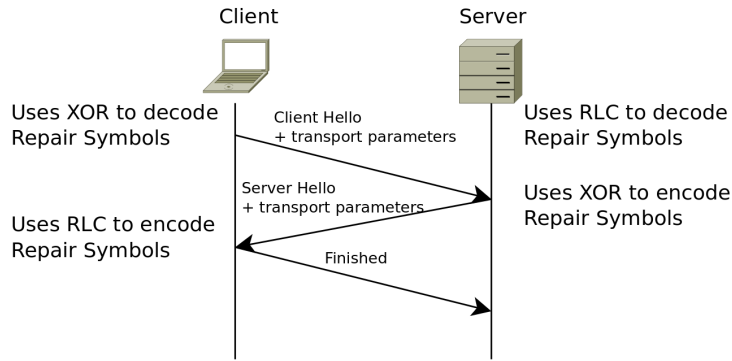 Client
Server
Uses XOR to decode
Repair Symbols
Client Hello
+ transport parameters
Uses RLC to decode
Repair Symbols
Server Hello
+ transport parameters
Uses XOR to encode
Repair Symbols
Uses RLC to encode
Repair Symbols
Finished